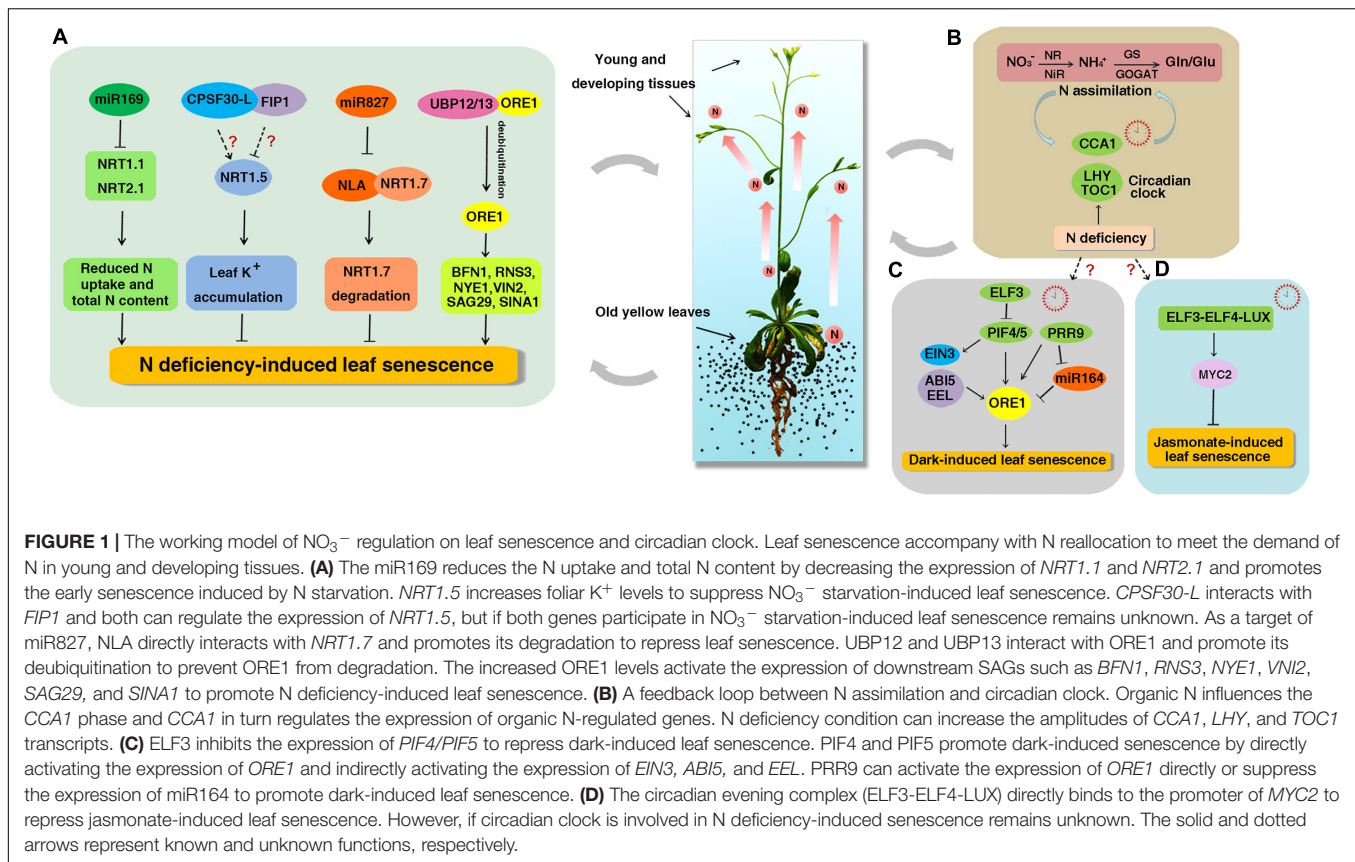 A
miR169
CPSF30-L
FIP1
miR827
UBP12/13
ORE1
deubiquitination
?
?
NRT1.1
NRT2.1
NRT1.5
NLA
NRT1.7
ORE1
Reduced N
uptake and
total N content
Leaf K+
accumulation
NRT1.7
degradation
BFN1, RNS3,
NYE1,VIN2,
SAG29, SINA1
N deficiency-induced leaf senescence
Young and
developing tissues
Old yellow leaves
N
N
N
N
N
N
B
NO₃⁻
NR
NiR
NH₄⁺
GS
GOGAT
Gln/Glu
N assimilation
CCA1
LHY
TOC1
Circadian
clock
N deficiency
?
?
C
ELF3
PIF4/5
PRR9
EIN3
ABI5
EEL
miR164
ORE1
Dark-induced leaf senescence
D
ELF3-ELF4-LUX
MYC2
Jasmonate-induced
leaf senescence
FIGURE 1 | The working model of NO₃⁻ regulation on leaf senescence and circadian clock. Leaf senescence accompany with N reallocation to meet the demand of
N in young and developing tissues. (A) The miR169 reduces the N uptake and total N content by decreasing the expression of NRT1.1 and NRT2.1 and promotes
the early senescence induced by N starvation. NRT1.5 increases foliar K+ levels to suppress NO₃⁻ starvation-induced leaf senescence. CPSF30-L interacts with
FIP1 and both can regulate the expression of NRT1.5, but if both genes participate in NO₃⁻ starvation-induced leaf senescence remains unknown. As a target of
miR827, NLA directly interacts with NRT1.7 and promotes its degradation to repress leaf senescence. UBP12 and UBP13 interact with ORE1 and promote its
deubiquitination to prevent ORE1 from degradation. The increased ORE1 levels activate the expression of downstream SAGs such as BFN1, RNS3, NYE1, VNI2,
SAG29, and SINA1 to promote N deficiency-induced leaf senescence. (B) A feedback loop between N assimilation and circadian clock. Organic N influences the
CCA1 phase and CCA1 in turn regulates the expression of organic N-regulated genes. N deficiency condition can increase the amplitudes of CCA1, LHY, and TOC1
transcripts. (C) ELF3 inhibits the expression of PIF4/PIF5 to repress dark-induced leaf senescence. PIF4 and PIF5 promote dark-induced senescence by directly
activating the expression of ORE1 and indirectly activating the expression of EIN3, ABI5, and EEL. PRR9 can activate the expression of ORE1 directly or suppress
the expression of miR164 to promote dark-induced leaf senescence. (D) The circadian evening complex (ELF3-ELF4-LUX) directly binds to the promoter of MYC2 to
repress jasmonate-induced leaf senescence. However, if circadian clock is involved in N deficiency-induced senescence remains unknown. The solid and dotted
arrows represent known and unknown functions, respectively.